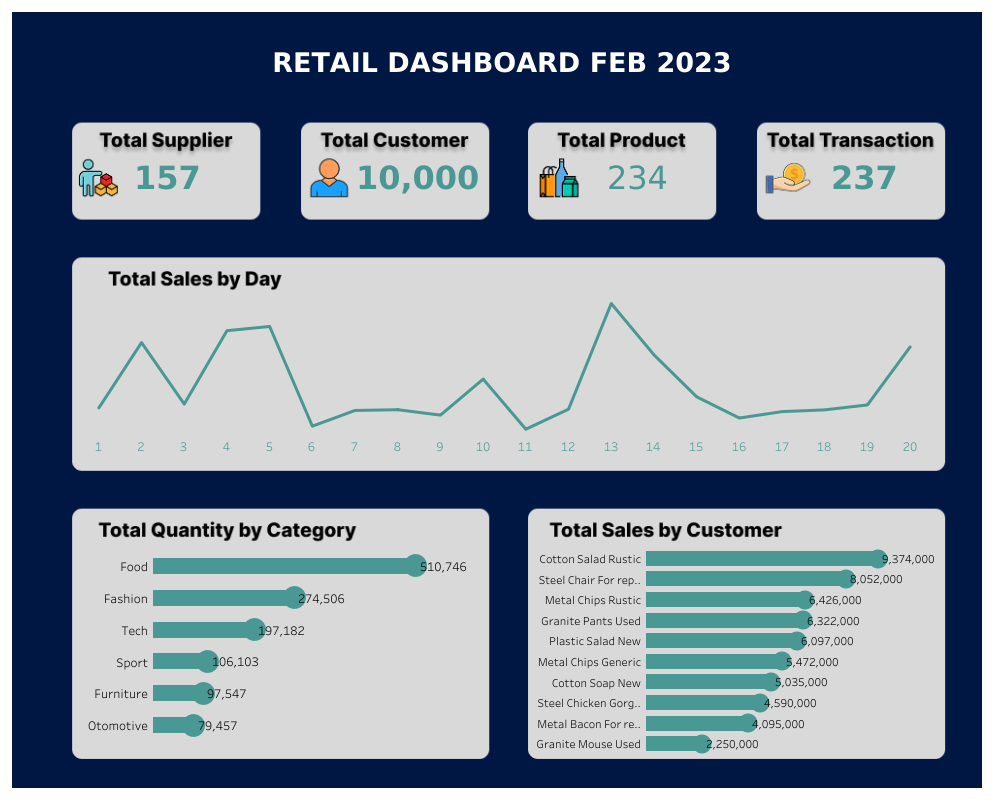 RETAIL DASHBOARD FEB 2023
Total Supplier
157
Total Customer
10,000
Total Product
234
Total Transaction
$
237
Total Sales by Day
1 2 3 4 5 6 7 8 9 10 11 12 13 14 15 16 17 18 19 20
Total Quantity by Category
Food 510,746
Fashion 274,506
Tech 197,182
Sport 106,103
Furniture 97,547
Otomotive 79,457
Total Sales by Customer
Cotton Salad Rustic 9,374,000
Steel Chair For rep.. 8,052,000
Metal Chips Rustic 6,426,000
Granite Pants Used 6,322,000
Plastic Salad New 6,097,000
Metal Chips Generic 5,472,000
Cotton Soap New 5,035,000
Steel Chicken Gorg.. 4,590,000
Metal Bacon For re.. 4,095,000
Granite Mouse Used 2,250,000